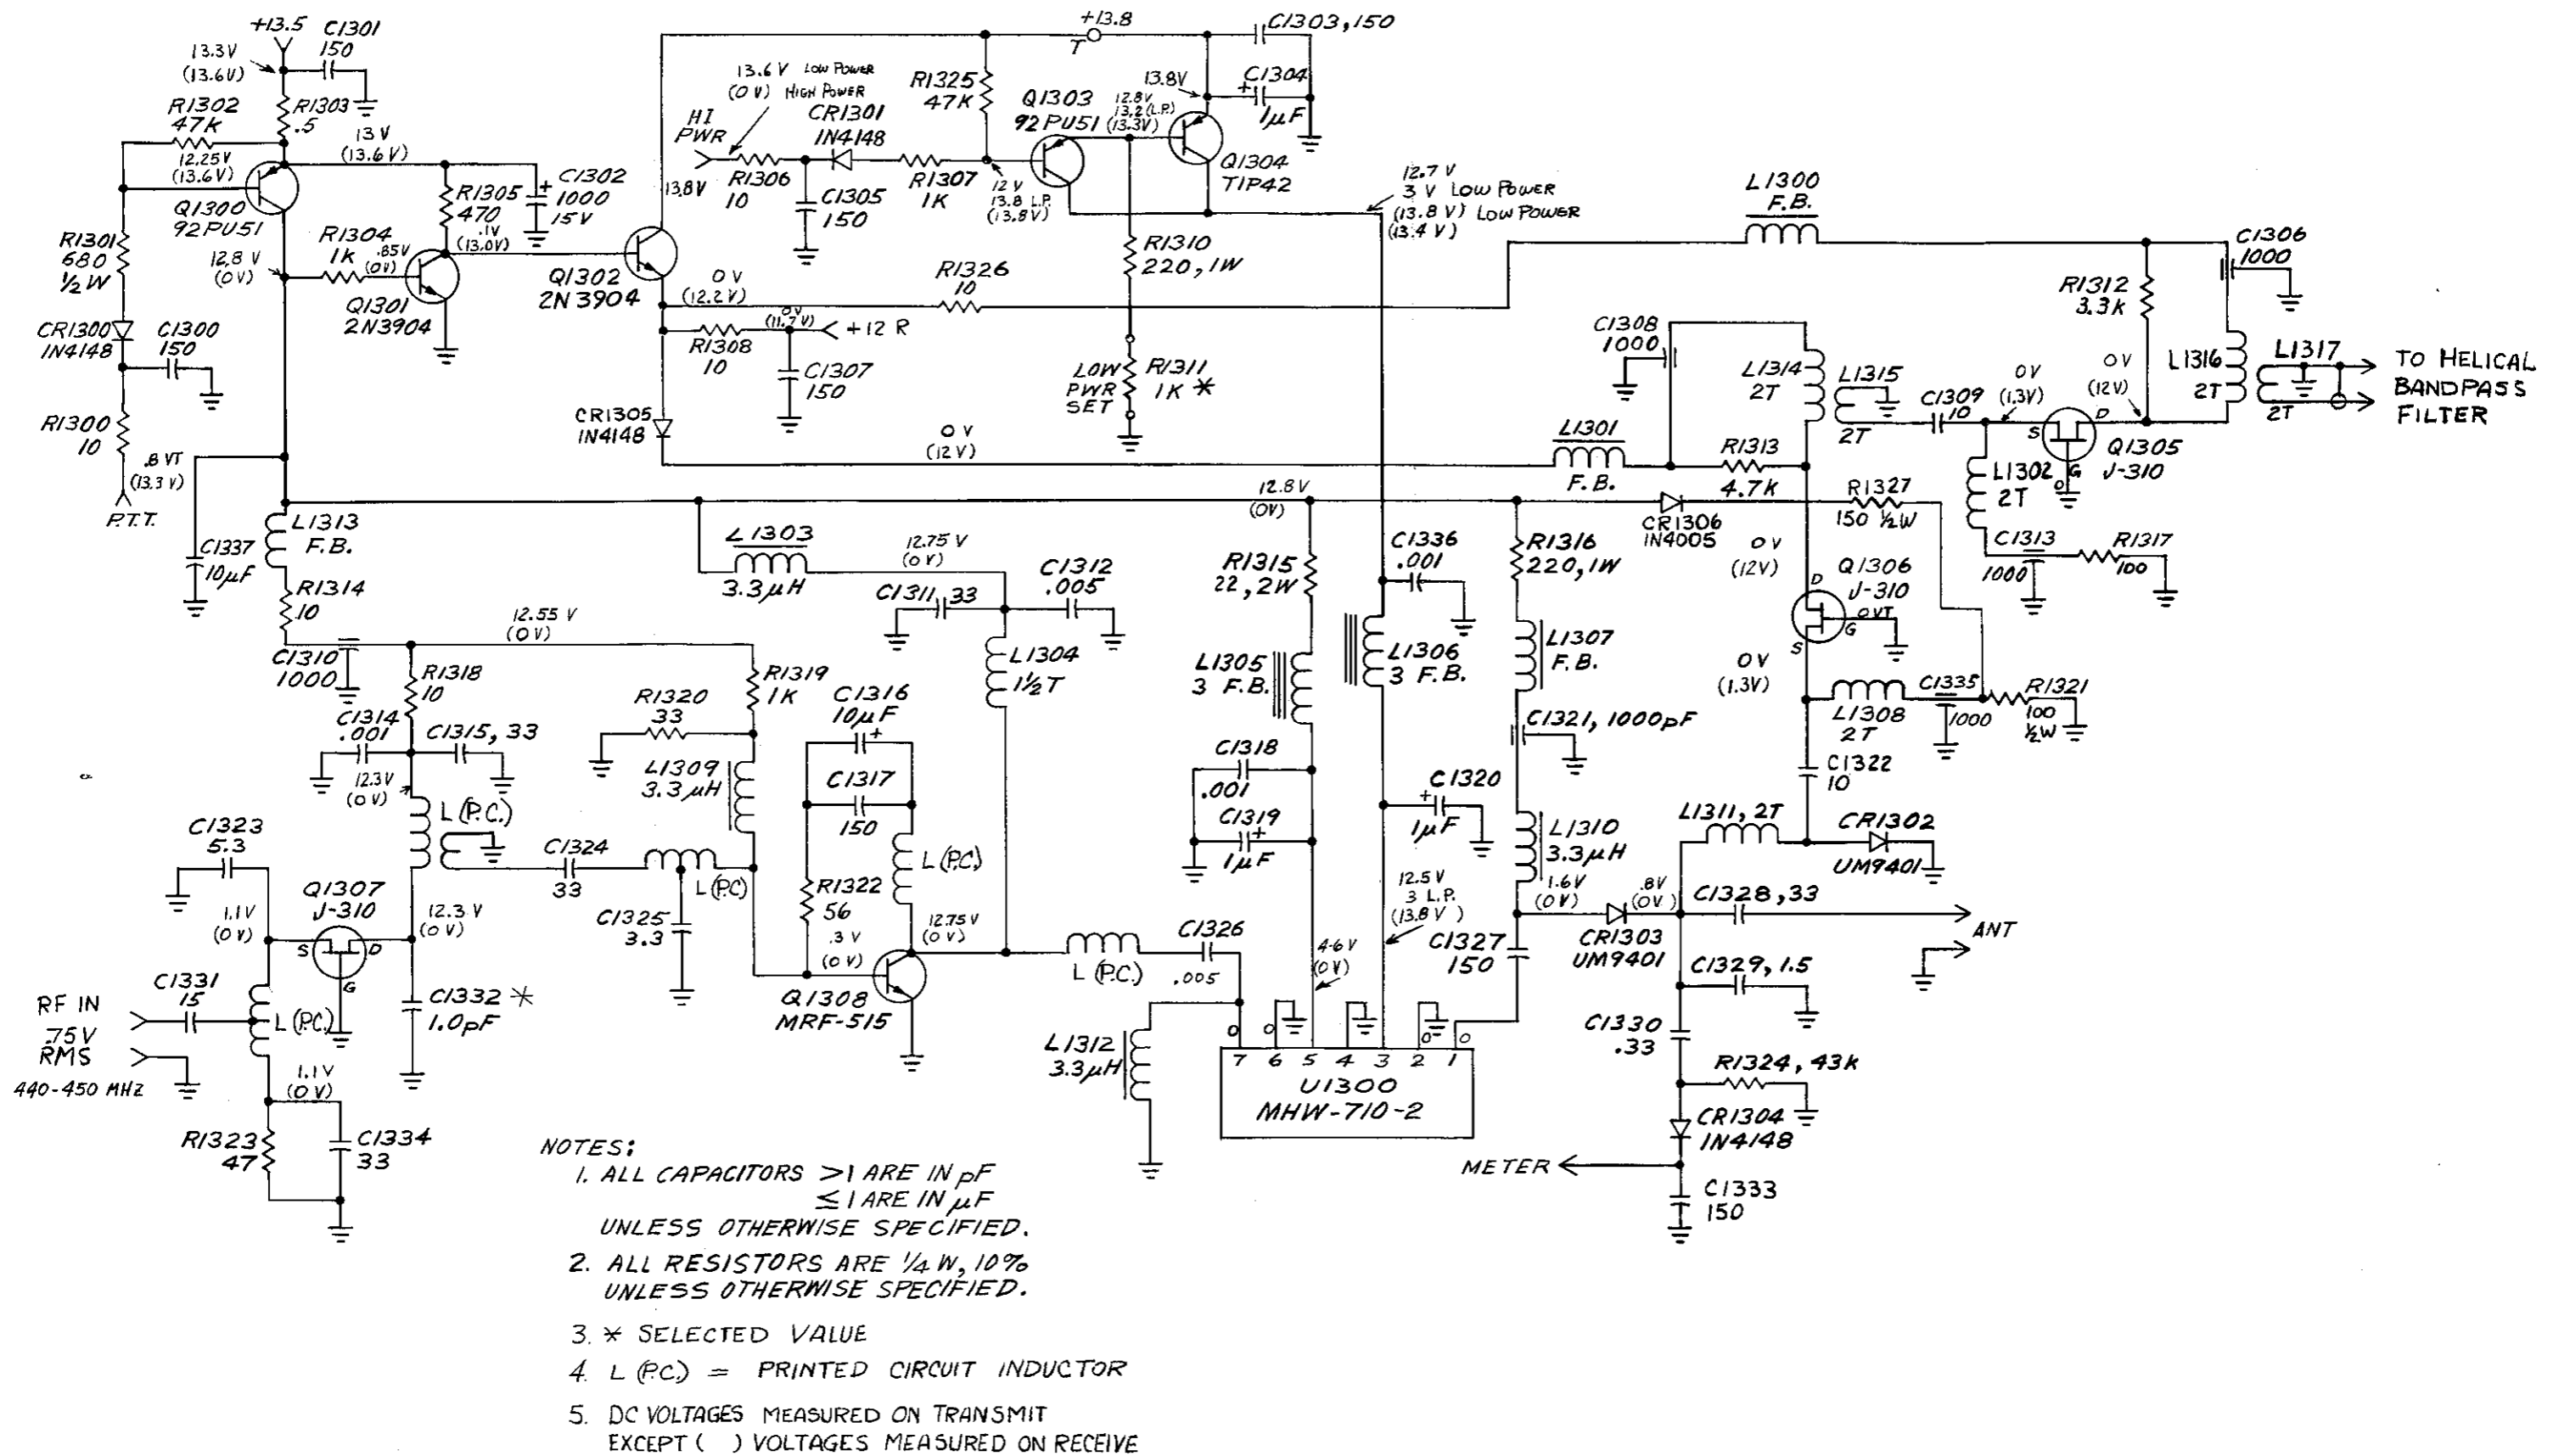 +13.5
C1301
150
13.3V
(13.6V)
R1302
47K
R1303
.5
13 V
(13.6 V)
12.25V
(13.6V)
Q1300
92PU51
R1305
470
.1V
(13.0V)
C1302
+
1000
15V
R1301
680
1/2 W
R1304
1K
.85V
(0V)
12.8 V
(0V)
Q1301
2N3904
CR1300
1N4148
C1300
150
R1300
10
.8 VT
(13.3 V)
P.T.T.
C1337
10µF
L1313
F.B.
R1314
10
+13.8
T
C1303, 150
13.6 V LOW POWER
(0 V) HIGH POWER
R1325
47K
HI
PWR
CR1301
1N4148
Q1303
92PU51
12.8V
13.2 (L.P.)
(13.3V)
13.8V
C1304
+
1µF
Q1304
TIP42
R1306
10
C1305
150
R1307
1K
12 V
13.8 L.P.
(13.8V)
13.8V
12.7 V
3 V LOW POWER
(13.8 V) LOW POWER
(13.4 V)
Q1302
2N3904
0 V
(12.2V)
R1326
10
R1310
220, 1W
R1308
10
0V
(11.7V)
+12 R
C1307
150
LOW
PWR
SET
R1311
1K *
CR1305
1N4148
0 V
(12V)
L1300
F.B.
C1306
1000
R1312
3.3K
C1308
1000
L1314
2T
L1315
2T
C1309
10
0V
(1.3V)
0V
(12V)
L1316
2T
L1317
2T
TO HELICAL
BANDPASS
FILTER
S
D
G
0
Q1305
J-310
L1301
F.B.
R1313
4.7K
L1302
2T
R1327
150 1/2W
CR1306
1N4005
12.8V
(0V)
C1313
1000
R1317
100
L1303
3.3µH
12.75 V
(0V)
C1311
33
C1312
.005
R1315
22, 2W
C1336
.001
R1316
220, 1W
0V
(12V)
Q1306
J-310
D
0VT
G
S
0V
(1.3V)
12.55 V
(0V)
C1310
1000
R1318
10
R1319
1K
L1304
1 1/2 T
L1305
3 F.B.
L1306
3 F.B.
L1307
F.B.
L1308
2T
C1335
1000
R1321
100
1/2W
C1314
.001
C1315, 33
R1320
33
C1316
10µF
+
C1321, 1000pF
12.3V
(0V)
L (P.C.)
L1309
3.3µH
C1317
150
C1318
.001
C1319
+
1µF
C1320
+
1µF
C1322
10
L1310
3.3µH
L1311, 2T
CR1302
UM9401
C1323
5.3
C1324
33
L (P.C)
C1325
3.3
R1322
56
L (P.C.)
12.75V
(0V)
.3 V
(0V)
Q1308
MRF-515
L (P.C.)
C1326
.005
4-6V
(0V)
12.5V
3 L.P.
(13.8V)
C1327
150
1.6V
(0V)
.8V
(0V)
CR1303
UM9401
C1328, 33
ANT
Q1307
J-310
1.1V
(0V)
S
D
G
12.3 V
(0V)
C1332 *
1.0pF
RF IN
.75V
RMS
440-450 MHZ
C1331
15
L (P.C.)
1.1V
(0V)
R1323
47
C1334
33
L1312
3.3µH
0
0
0
0
7 6 5 4 3 2 1
U1300
MHW-710-2
C1329, 1.5
C1330
.33
R1324, 43K
CR1304
1N4148
METER
C1333
150
NOTES:
1. ALL CAPACITORS >1 ARE IN pF
≤1 ARE IN µF
UNLESS OTHERWISE SPECIFIED.
2. ALL RESISTORS ARE 1/4 W, 10%
UNLESS OTHERWISE SPECIFIED.
3. * SELECTED VALUE
4. L (P.C.) = PRINTED CIRCUIT INDUCTOR
5. DC VOLTAGES MEASURED ON TRANSMIT
EXCEPT ( ) VOLTAGES MEASURED ON RECEIVE